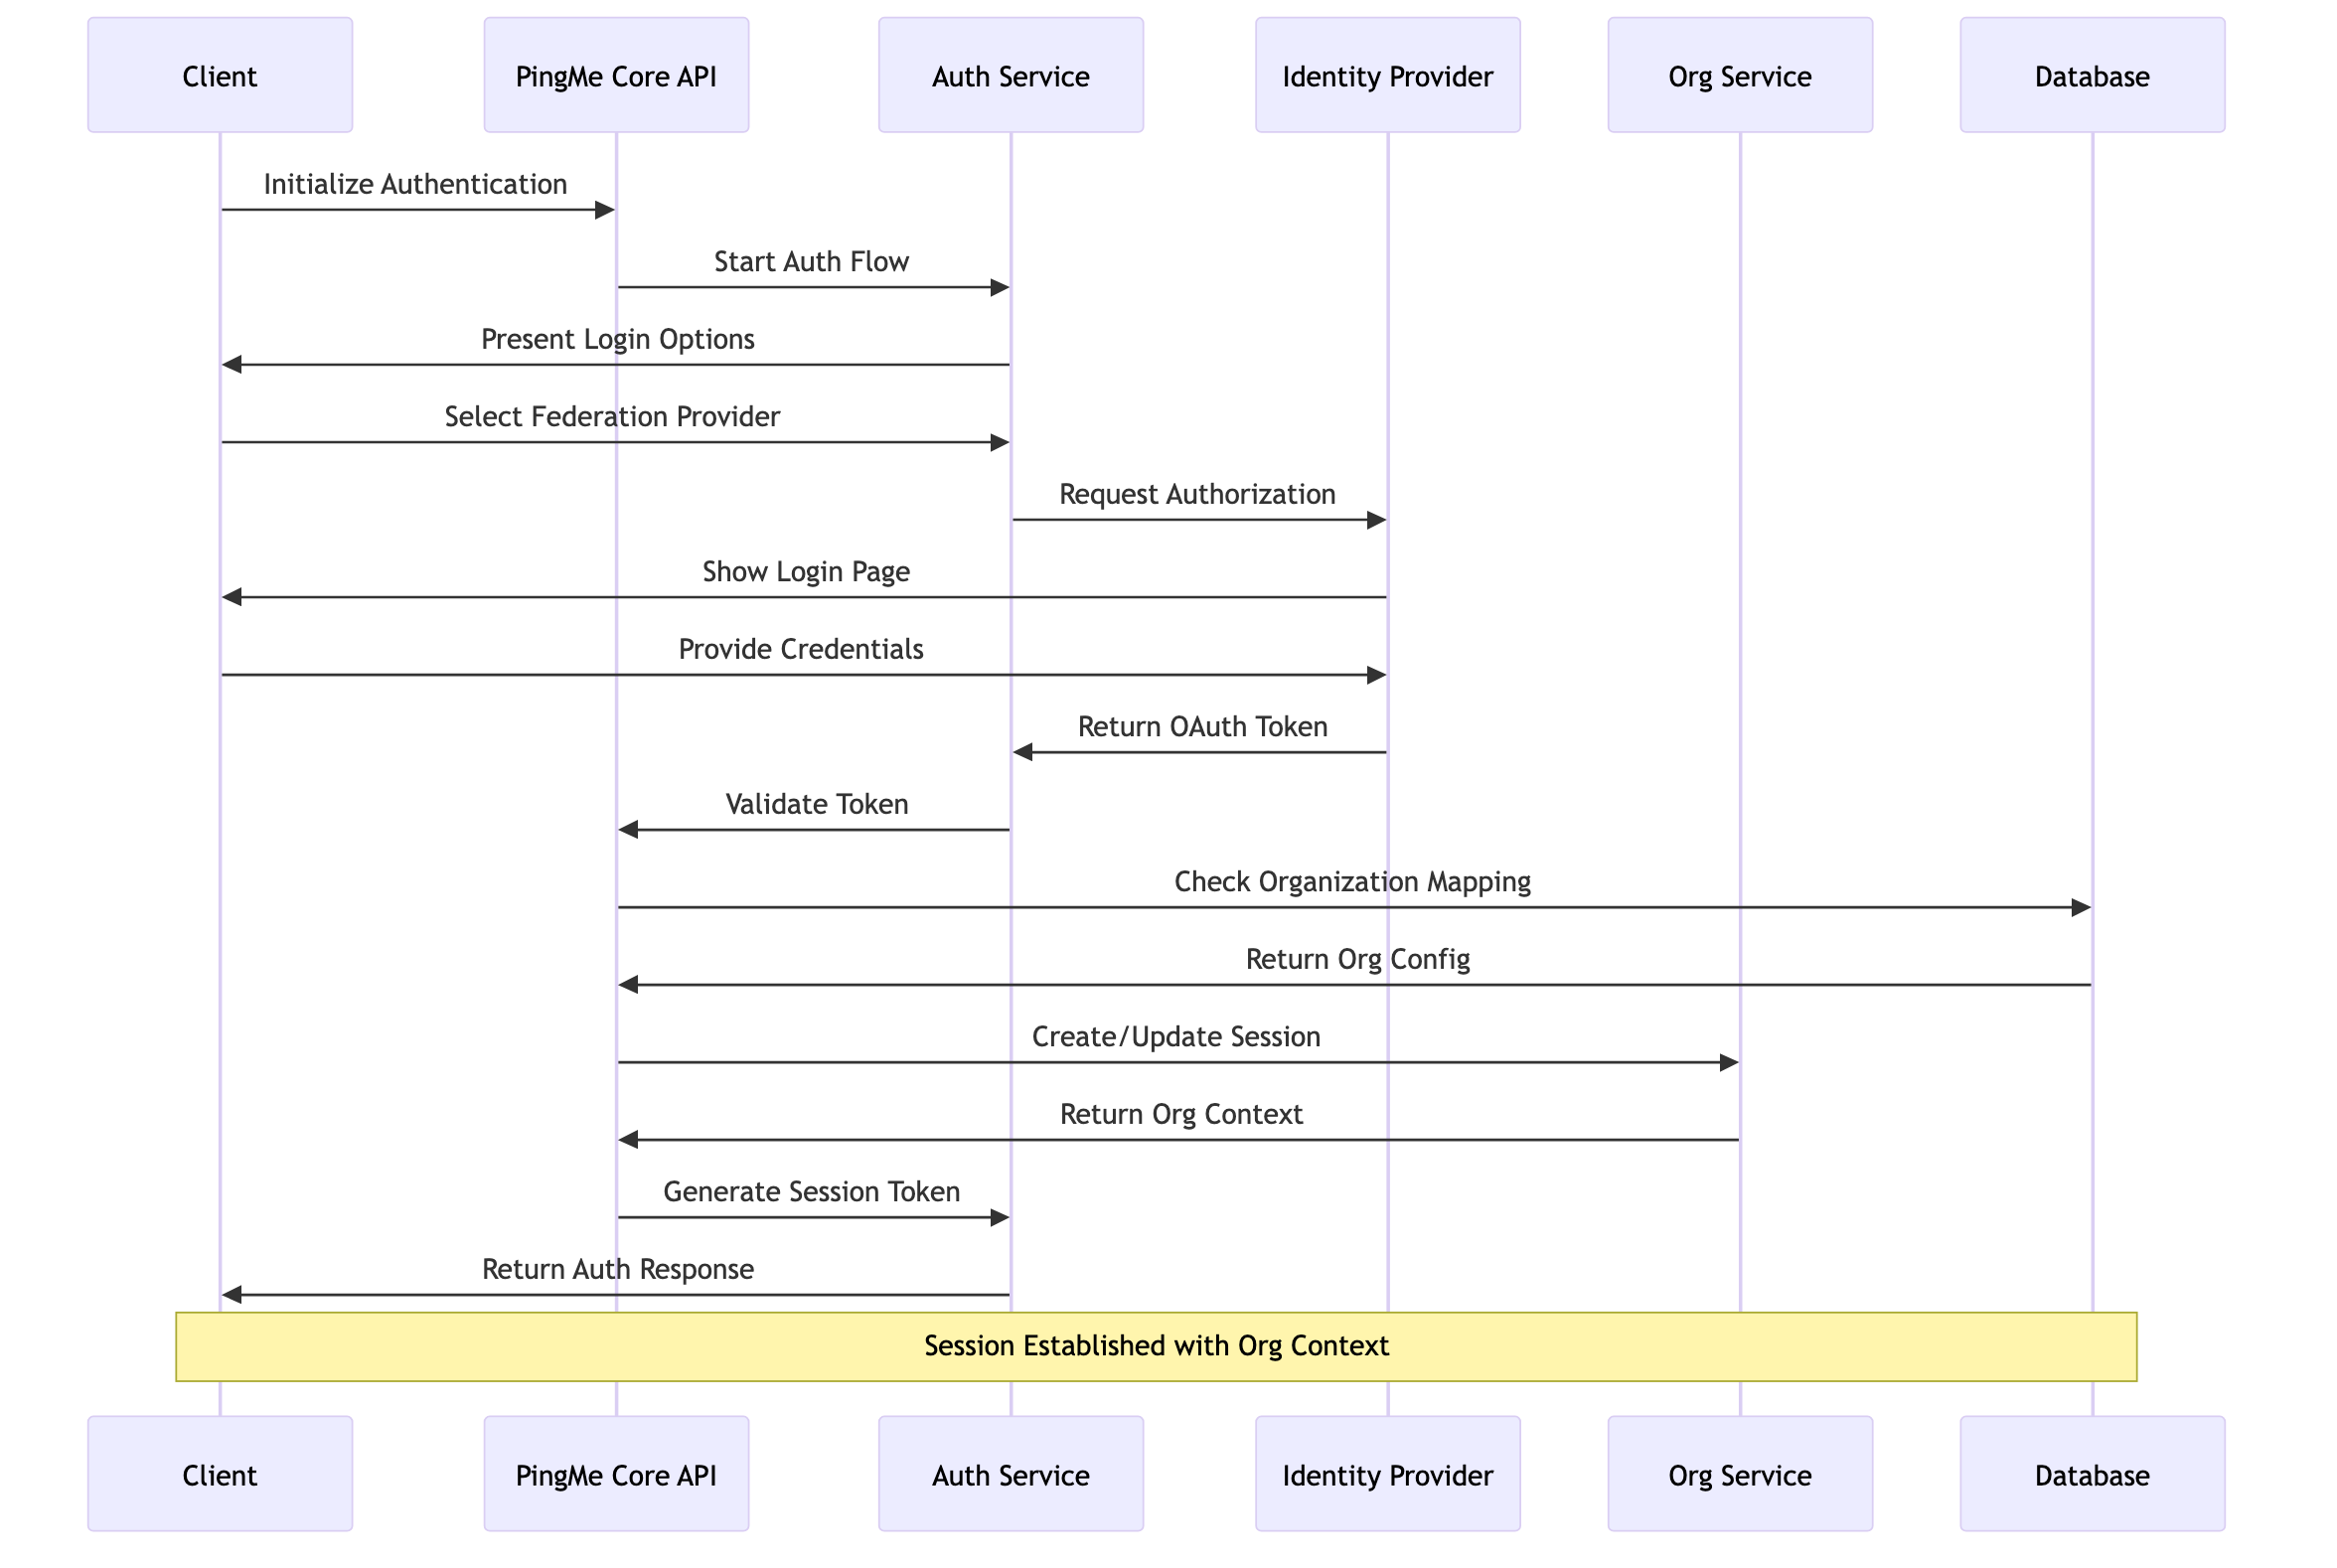 Client
PingMe Core API
Auth Service
Identity Provider
Org Service
Database
Initialize Authentication
Start Auth Flow
Present Login Options
Select Federation Provider
Request Authorization
Show Login Page
Provide Credentials
Return OAuth Token
Validate Token
Check Organization Mapping
Return Org Config
Create/Update Session
Return Org Context
Generate Session Token
Return Auth Response
Session Established with Org Context
Client
PingMe Core API
Auth Service
Identity Provider
Org Service
Database